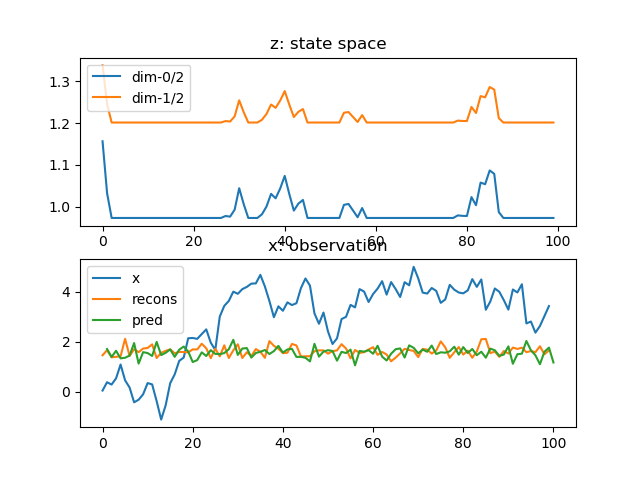 z: state space
dim-0/2
dim-1/2
1.3
1.2
1.1
1.0
0 20 40 60 80 100
x: observation
x
recons
pred
4
2
0
0 20 40 60 80 100